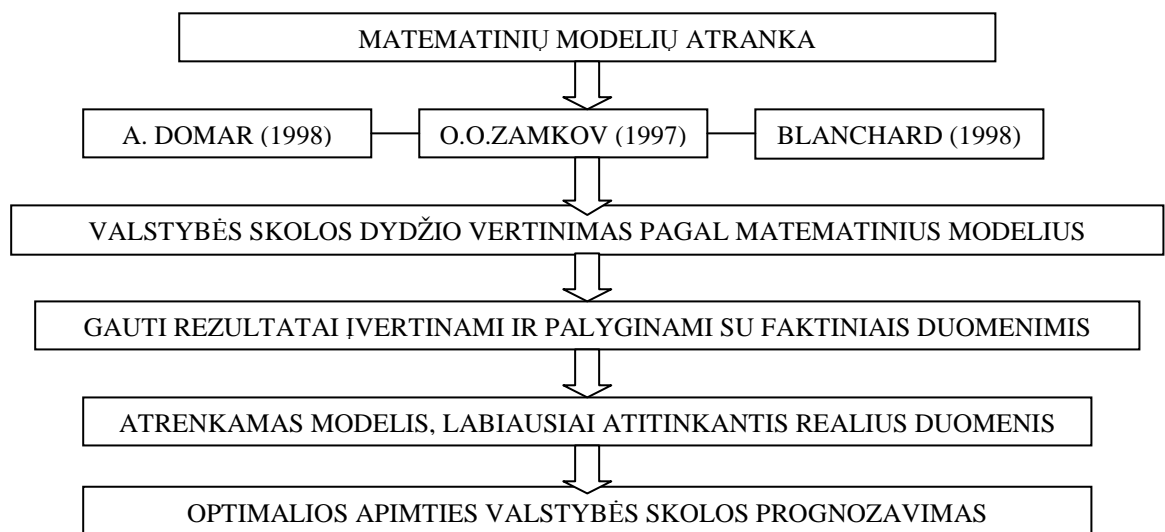 MATEMATINIŲ MODELIŲ ATRANKA
A. DOMAR (1998) O.O.ZAMKOV (1997) BLANCHARD (1998)
VALSTYBĖS SKOLOS DYDŽIO VERTINIMAS PAGAL MATEMATINIUS MODELIUS
GAUTI REZULTATAI ĮVERTINAMI IR PALYGINAMI SU FAKTINIAIS DUOMENIMIS
ATRENKAMAS MODELIS, LABIAUSIAI ATITINKANTIS REALIUS DUOMENIS
OPTIMALIOS APIMTIES VALSTYBĖS SKOLOS PROGNOZAVIMAS